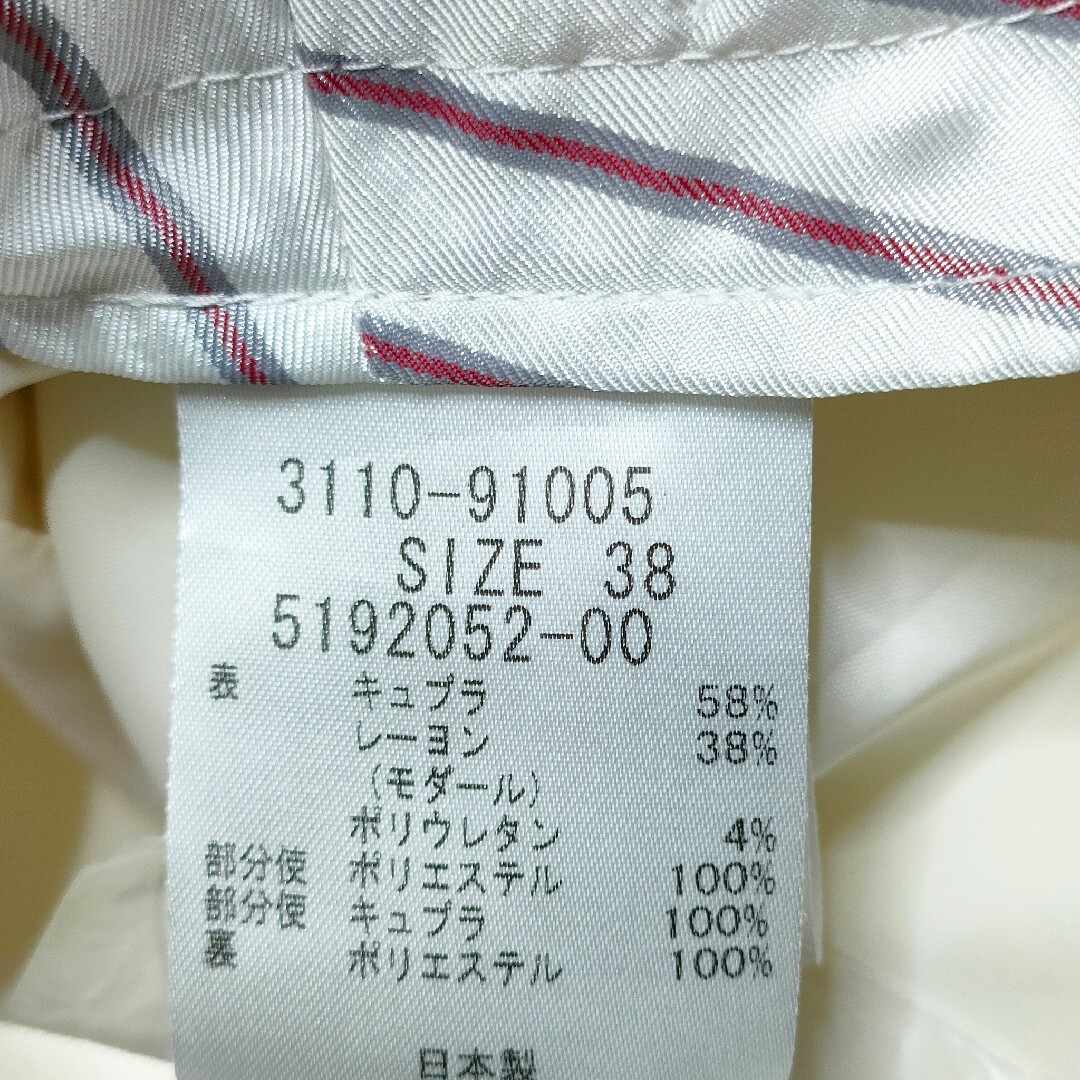 3110-91005
SIZE 38
5192052-00
表 キュプラ 58%
レーヨン 38%
(モダール)
ポリウレタン 4%
部分使 ポリエステル 100%
部分使 キュプラ 100%
裏 ポリエステル 100%
日本製